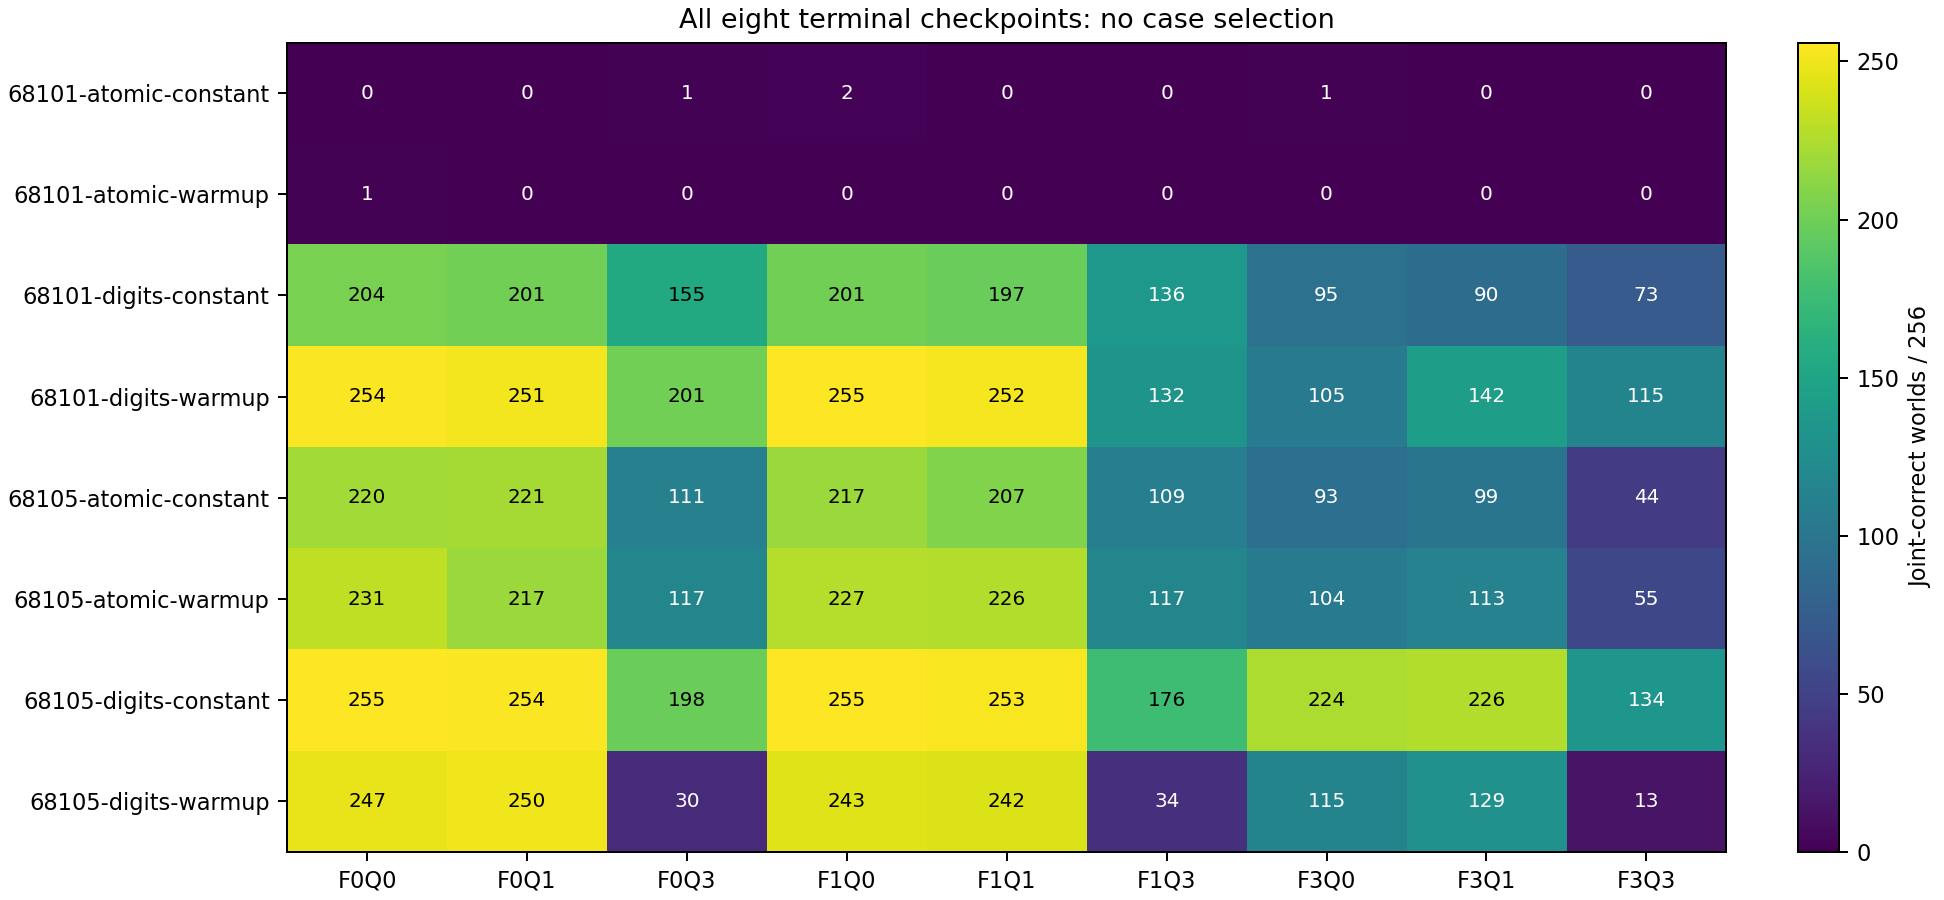 All eight terminal checkpoints: no case selection
68101-atomic-constant 0 0 1 2 0 0 1 0 0
68101-atomic-warmup 1 0 0 0 0 0 0 0 0
68101-digits-constant 204 201 155 201 197 136 95 90 73
68101-digits-warmup 254 251 201 255 252 132 105 142 115
68105-atomic-constant 220 221 111 217 207 109 93 99 44
68105-atomic-warmup 231 217 117 227 226 117 104 113 55
68105-digits-constant 255 254 198 255 253 176 224 226 134
68105-digits-warmup 247 250 30 243 242 34 115 129 13
F0Q0 F0Q1 F0Q3 F1Q0 F1Q1 F1Q3 F3Q0 F3Q1 F3Q3
250
200
150
100
50
0
Joint-correct worlds / 256